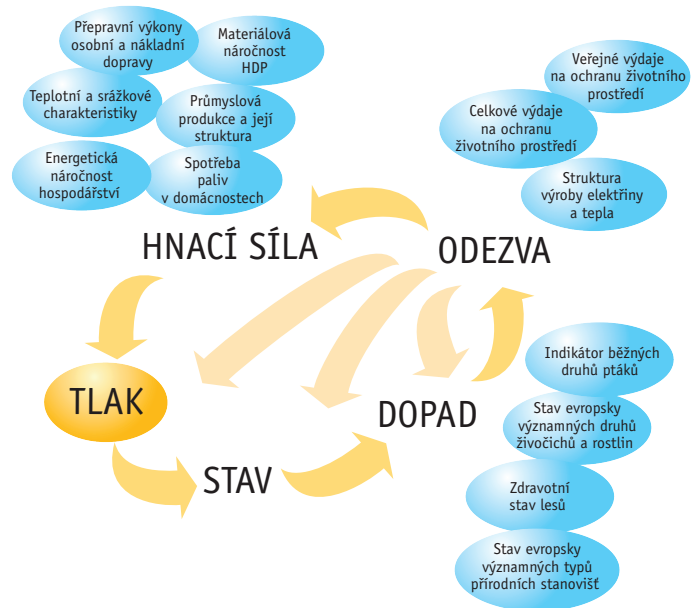 Přepravní výkony
osobní a nákladní
dopravy
Materiálová
náročnost
HDP
Teplotní a srážkové
charakteristiky
Průmyslová
produkce a její
struktura
Energetická
náročnost
hospodářství
Spotřeba
paliv
v domácnostech
Veřejné výdaje
na ochranu životního
prostředí
Celkové výdaje
na ochranu
životního prostředí
Struktura
výroby elektřiny
a tepla
HNACÍ SÍLA
ODEZVA
TLAK
DOPAD
STAV
Indikátor běžných
druhů ptáků
Stav evropsky
významných druhů
živočichů a rostlin
Zdravotní
stav lesů
Stav evropsky
významných typů
přírodních stanovišť